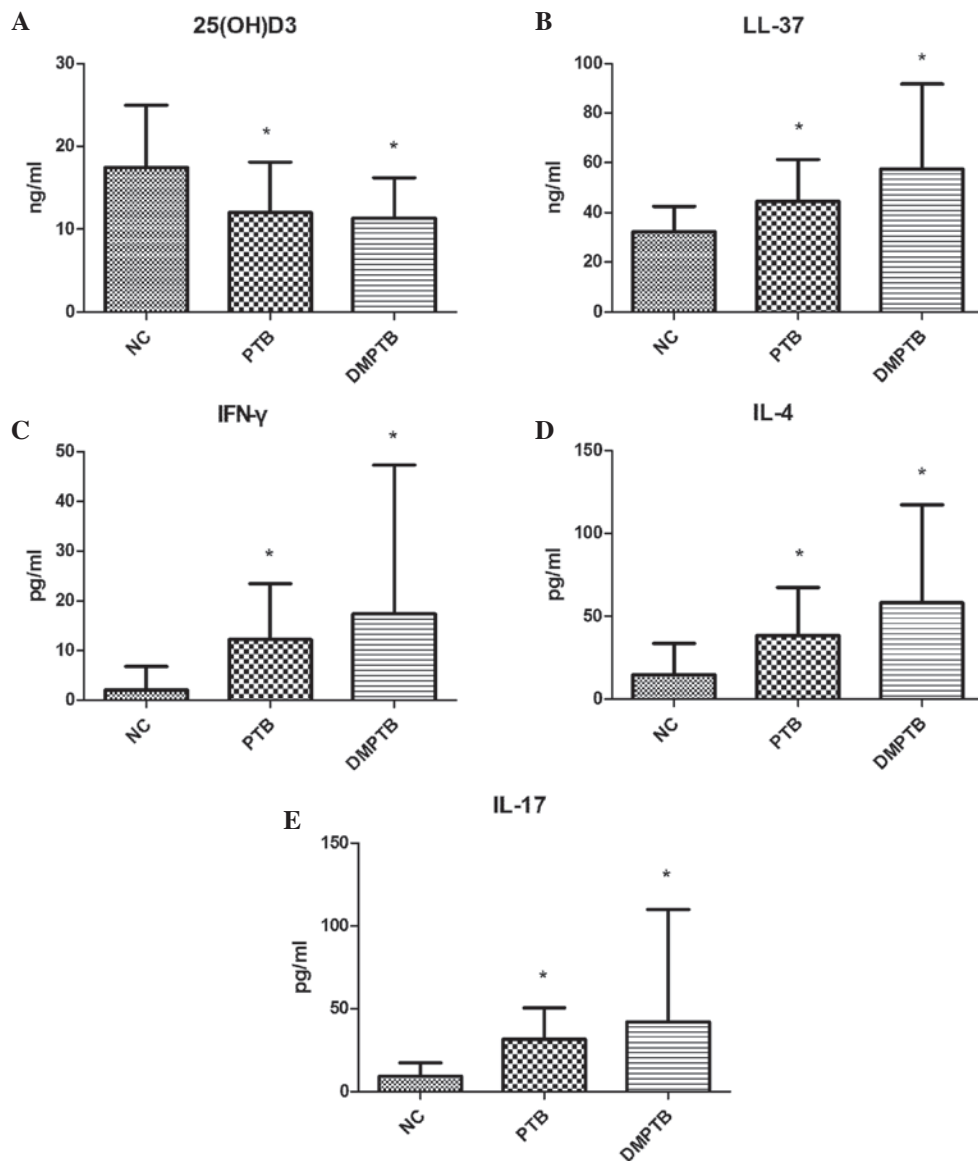 A
25(OH)D3
ng/ml
30
20
10
0
*
*
NC
PTB
DMPTB
B
LL-37
ng/ml
100
80
60
40
20
0
*
*
NC
PTB
DMPTB
C
IFN-γ
pg/ml
50
40
30
20
10
0
*
*
NC
PTB
DMPTB
D
IL-4
pg/ml
150
100
50
0
*
*
NC
PTB
DMPTB
E
IL-17
pg/ml
150
100
50
0
*
*
NC
PTB
DMPTB